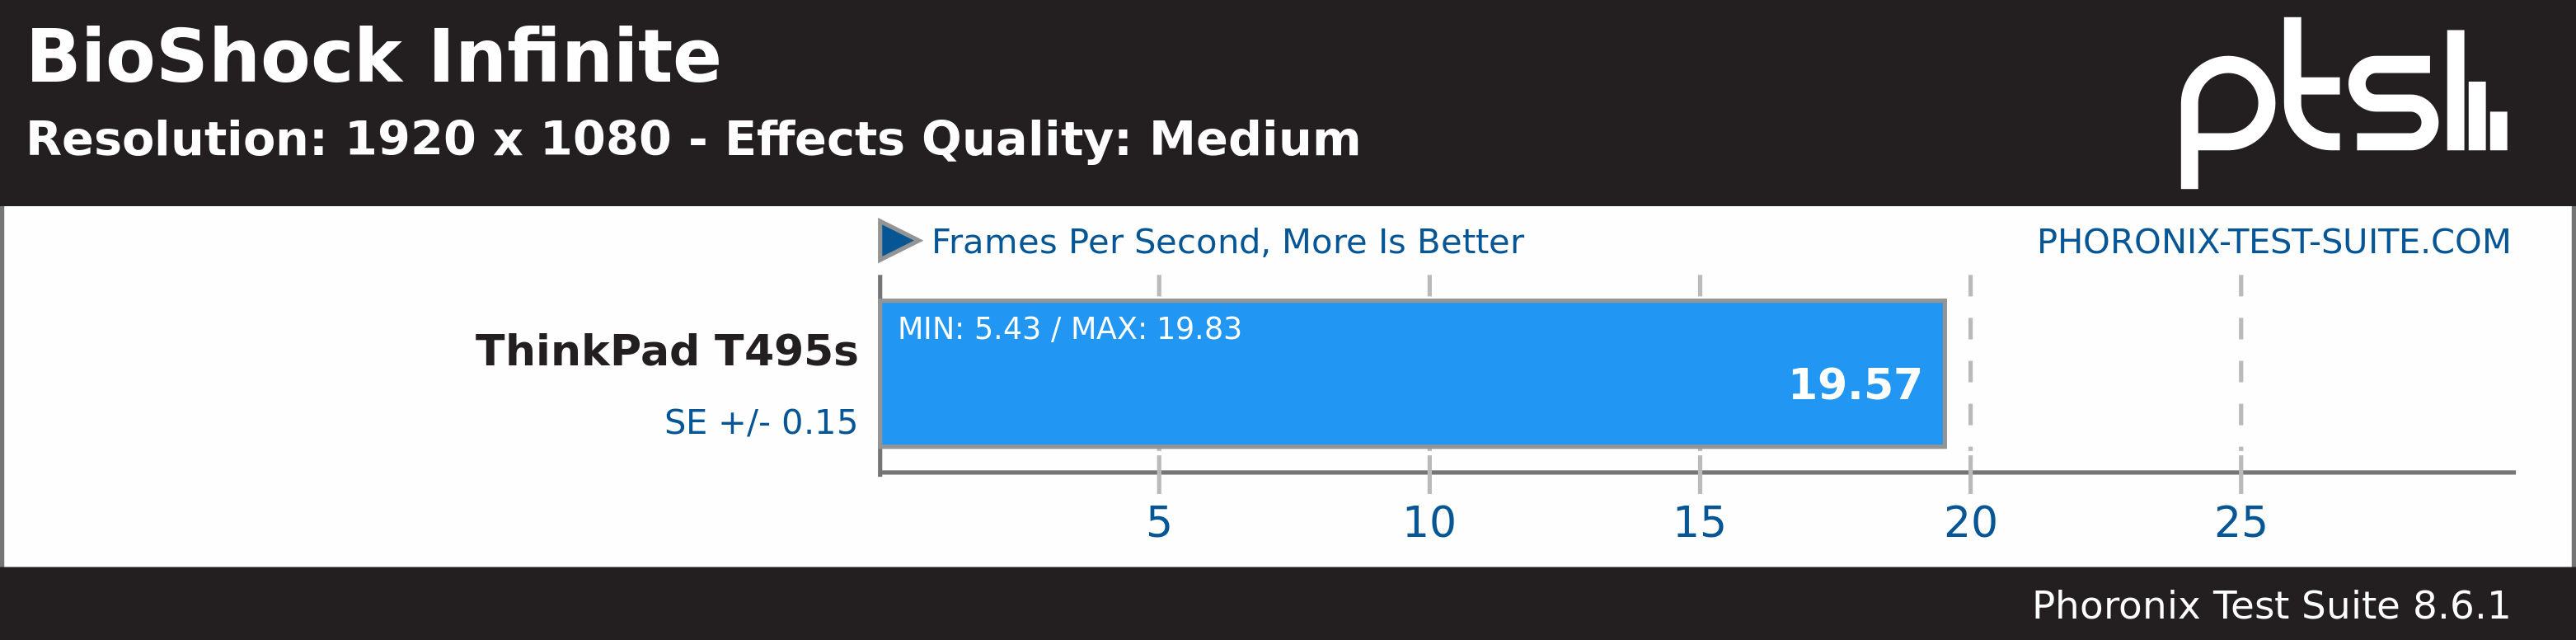 BioShock Infinite
Resolution: 1920 x 1080 - Effects Quality: Medium
ptsl
Frames Per Second, More Is Better
PHORONIX-TEST-SUITE.COM
ThinkPad T495s
SE +/- 0.15
MIN: 5.43 / MAX: 19.83
19.57
5 10 15 20 25
Phoronix Test Suite 8.6.1